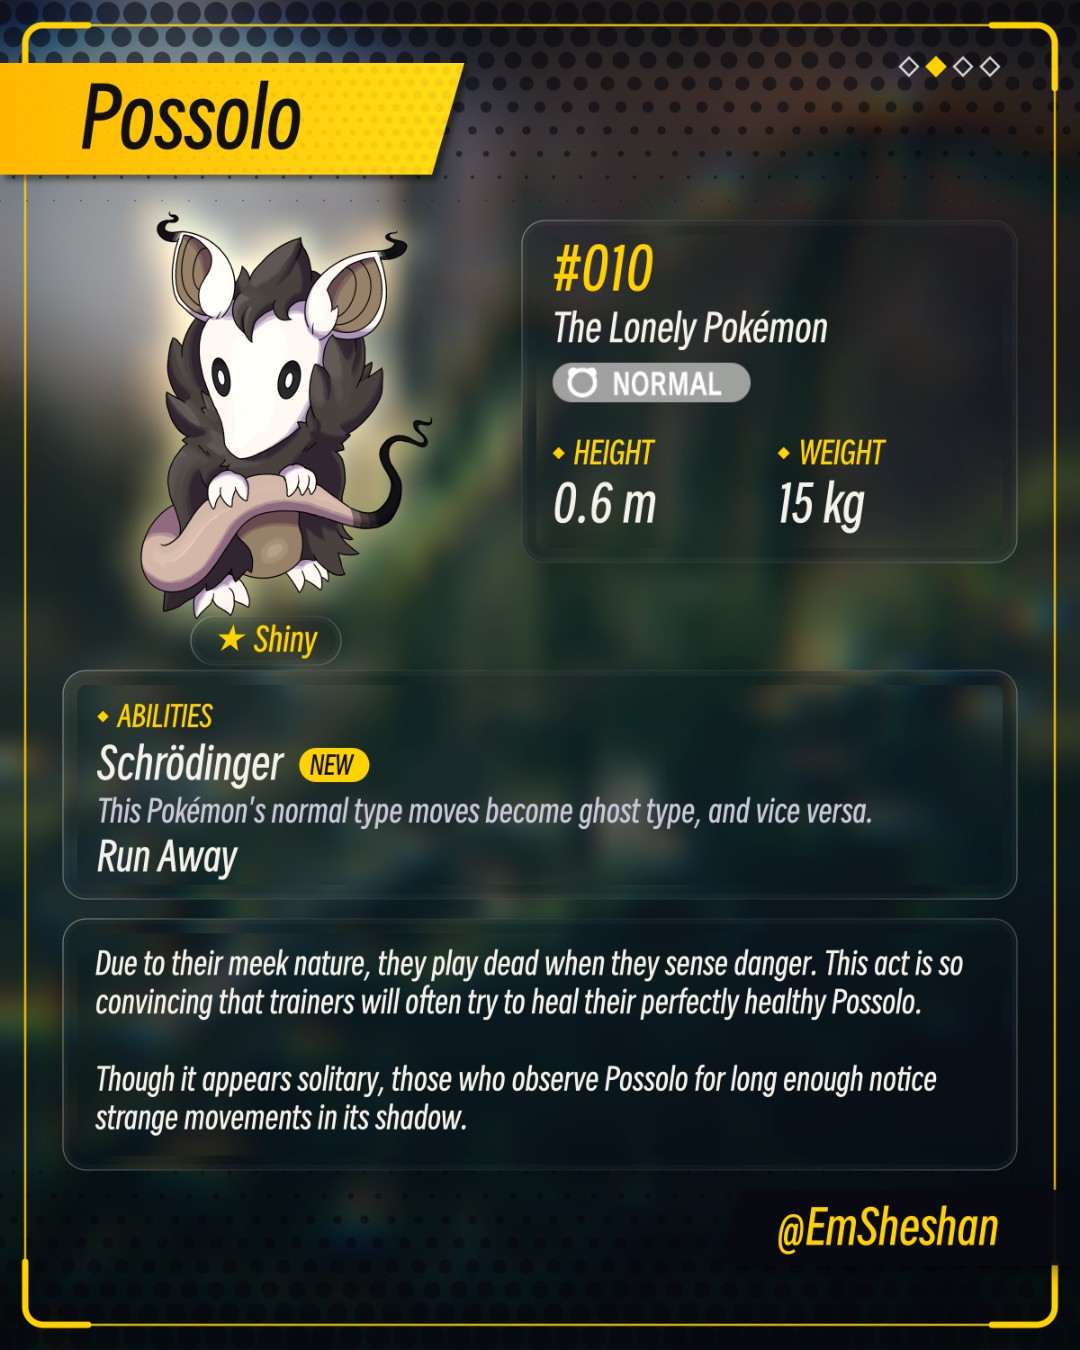 Possolo
#010
The Lonely Pokémon
NORMAL
HEIGHT
WEIGHT
0.6 m
15 kg
Shiny
ABILITIES
Schrödinger NEW
This Pokémon's normal type moves become ghost type, and vice versa.
Run Away
Due to their meek nature, they play dead when they sense danger. This act is so
convincing that trainers will often try to heal their perfectly healthy Possolo.
Though it appears solitary, those who observe Possolo for long enough notice
strange movements in its shadow.
@EmSheshan